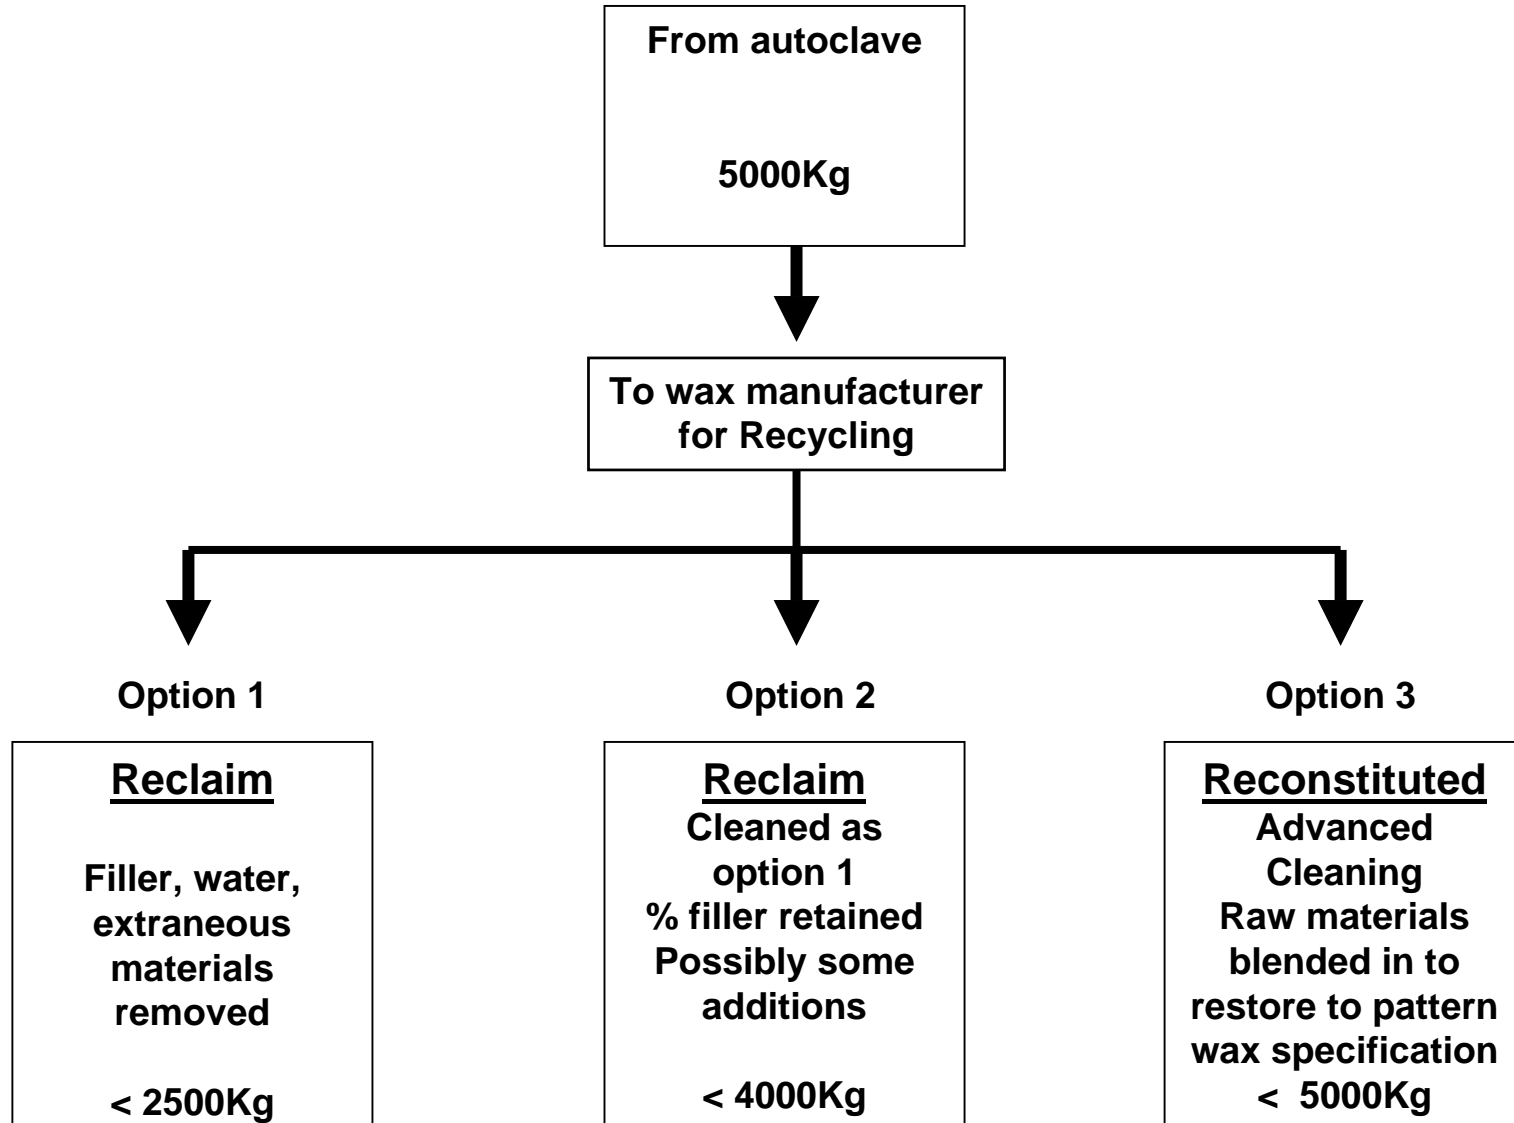 From autoclave
5000Kg
To wax manufacturer
for Recycling
Option 1
Option 2
Option 3
Reclaim
Filler, water,
extraneous
materials
removed
< 2500Kg
Reclaim
Cleaned as
option 1
% filler retained
Possibly some
additions
< 4000Kg
Reconstituted
Advanced
Cleaning
Raw materials
blended in to
restore to pattern
wax specification
< 5000Kg